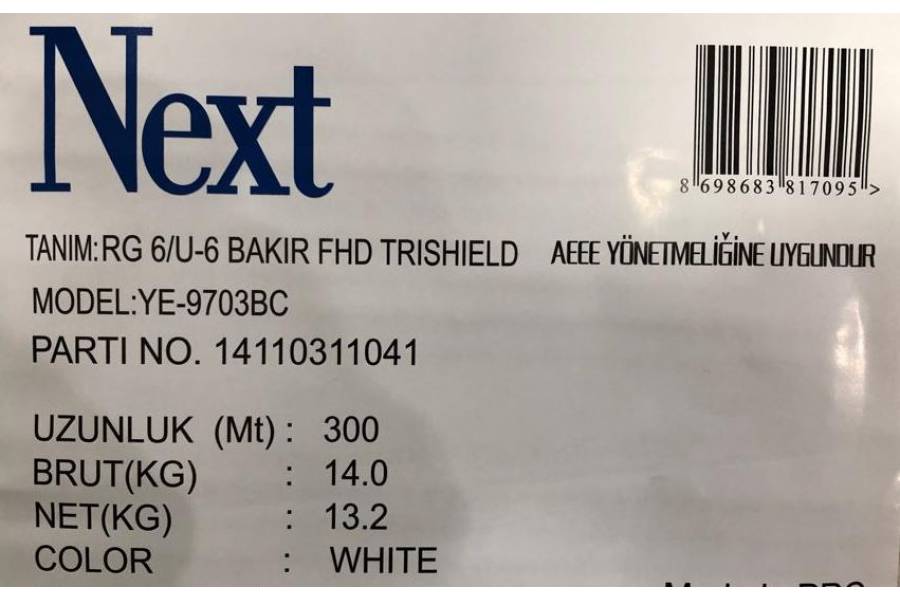 Next
8 698683 817095 >
TANIM:RG 6/U-6 BAKIR FHD TRISHIELD
AEEE YÖNETMELİĞİNE UYGUNDUR
MODEL:YE-9703BC
PARTI NO. 14110311041
UZUNLUK (Mt) : 300
BRUT(KG) : 14.0
NET(KG) : 13.2
COLOR : WHITE